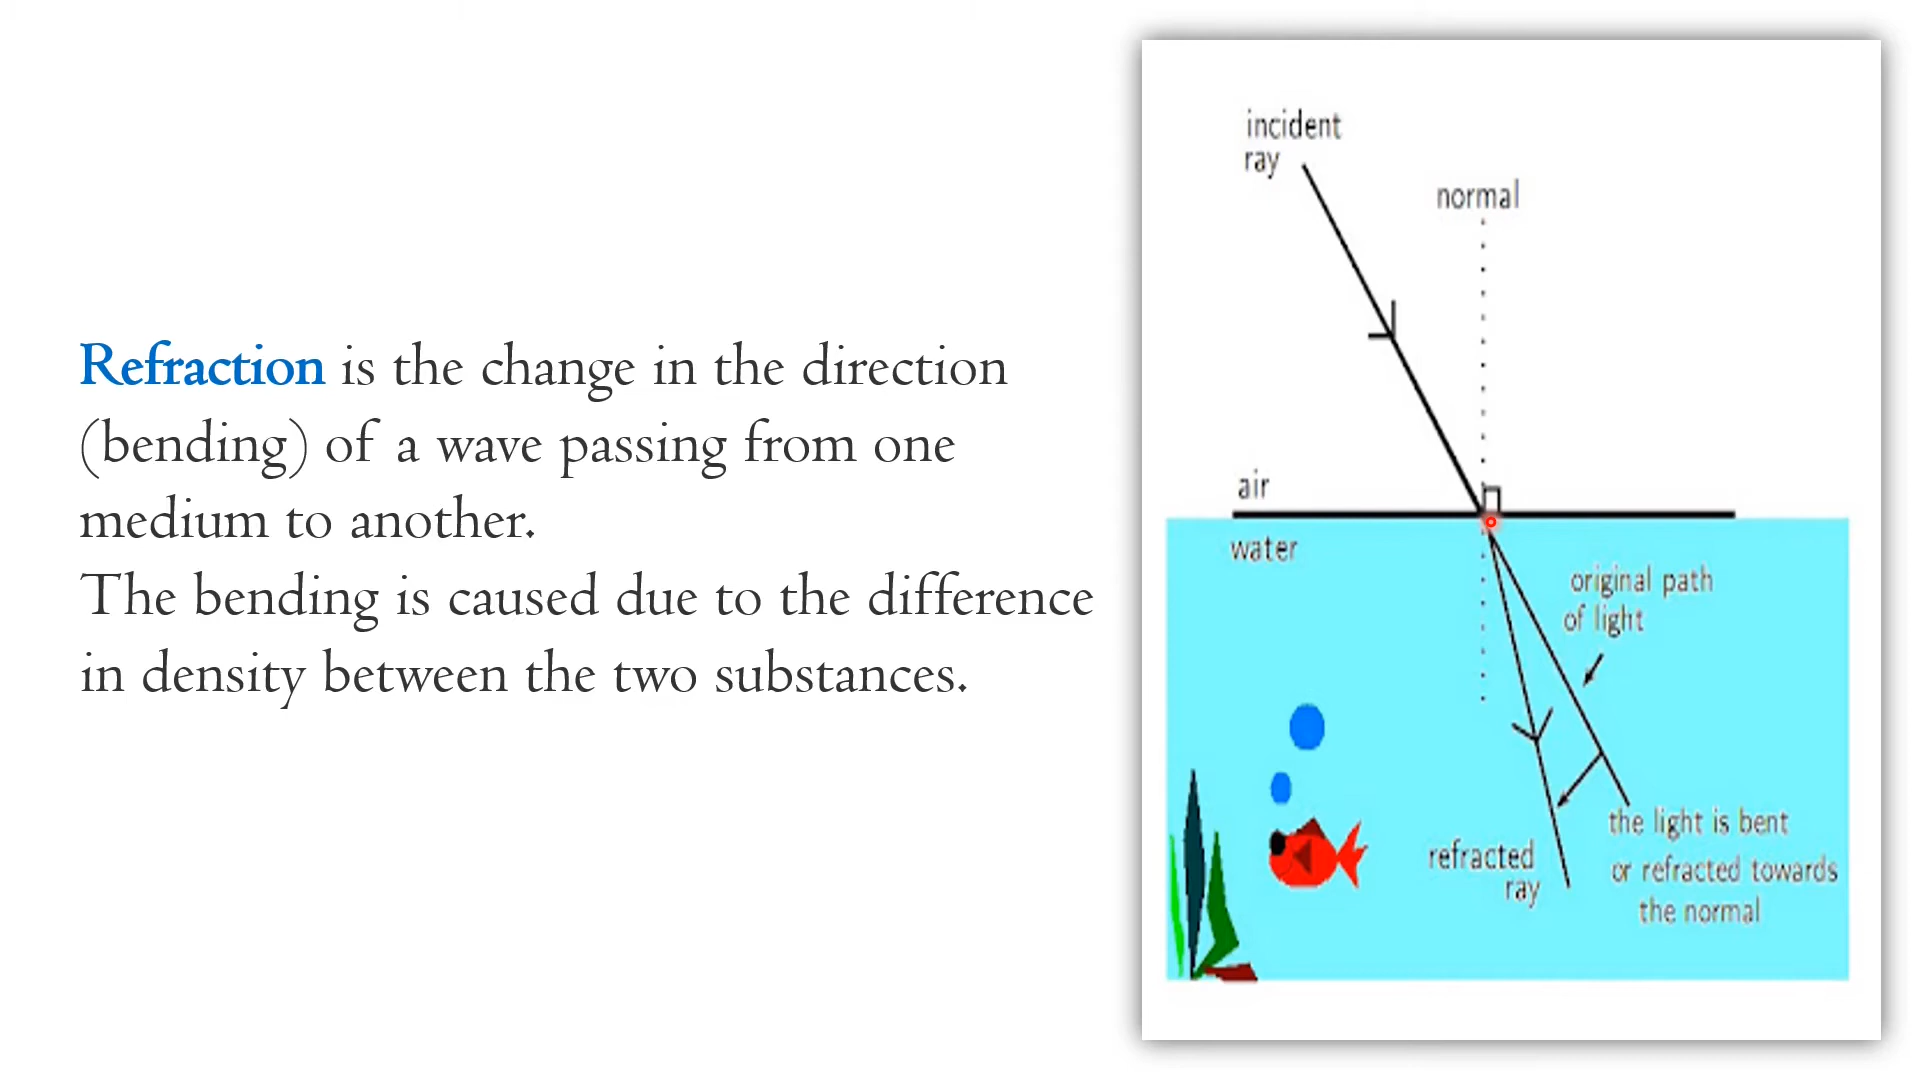 Refraction is the change in the direction
(bending) of a wave passing from one
medium to another.
The bending is caused due to the difference
in density between the two substances.
incident
ray
normal
air
water
original path
of light
the light is bent
or refracted towards
the normal
refracted
ray